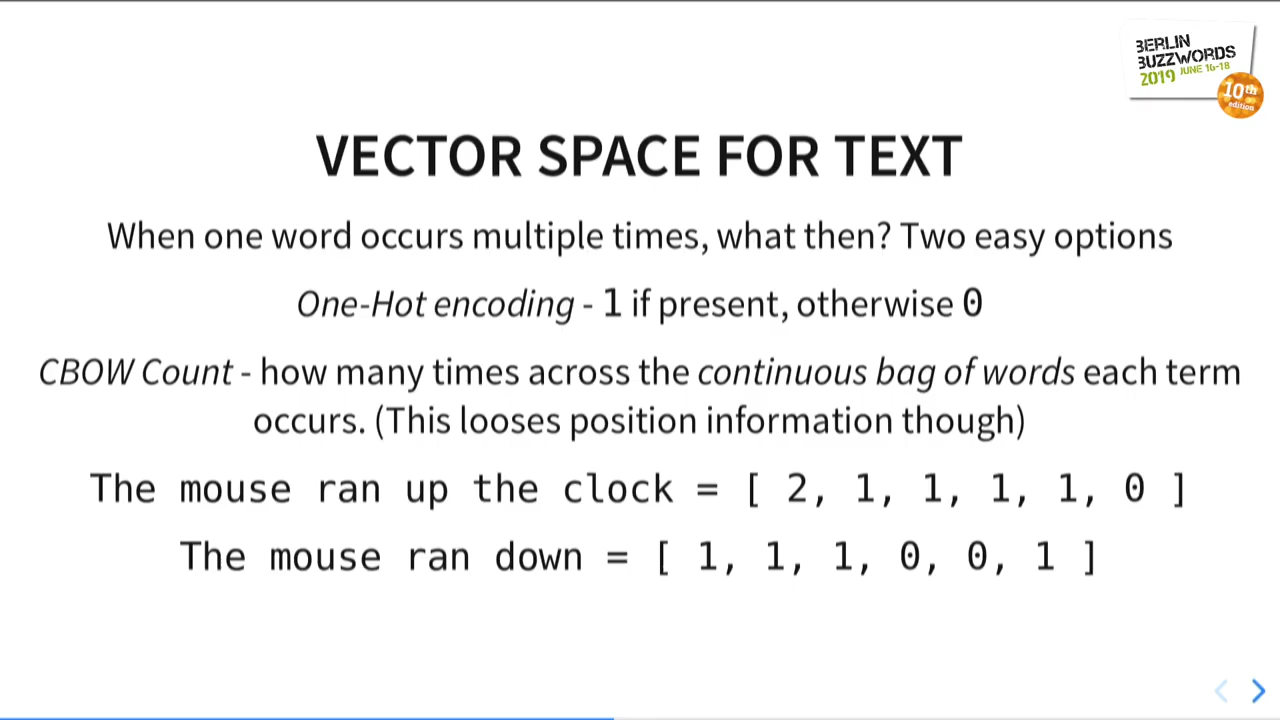 BERLIN
BUZZWORDS
2019 JUNE 16-18
10th
edition
VECTOR SPACE FOR TEXT
When one word occurs multiple times, what then? Two easy options
One-Hot encoding - 1 if present, otherwise 0
CBOW Count - how many times across the continuous bag of words each term
occurs. (This looses position information though)
The mouse ran up the clock = [ 2, 1, 1, 1, 1, 0 ]
The mouse ran down = [ 1, 1, 1, 0, 0, 1 ]